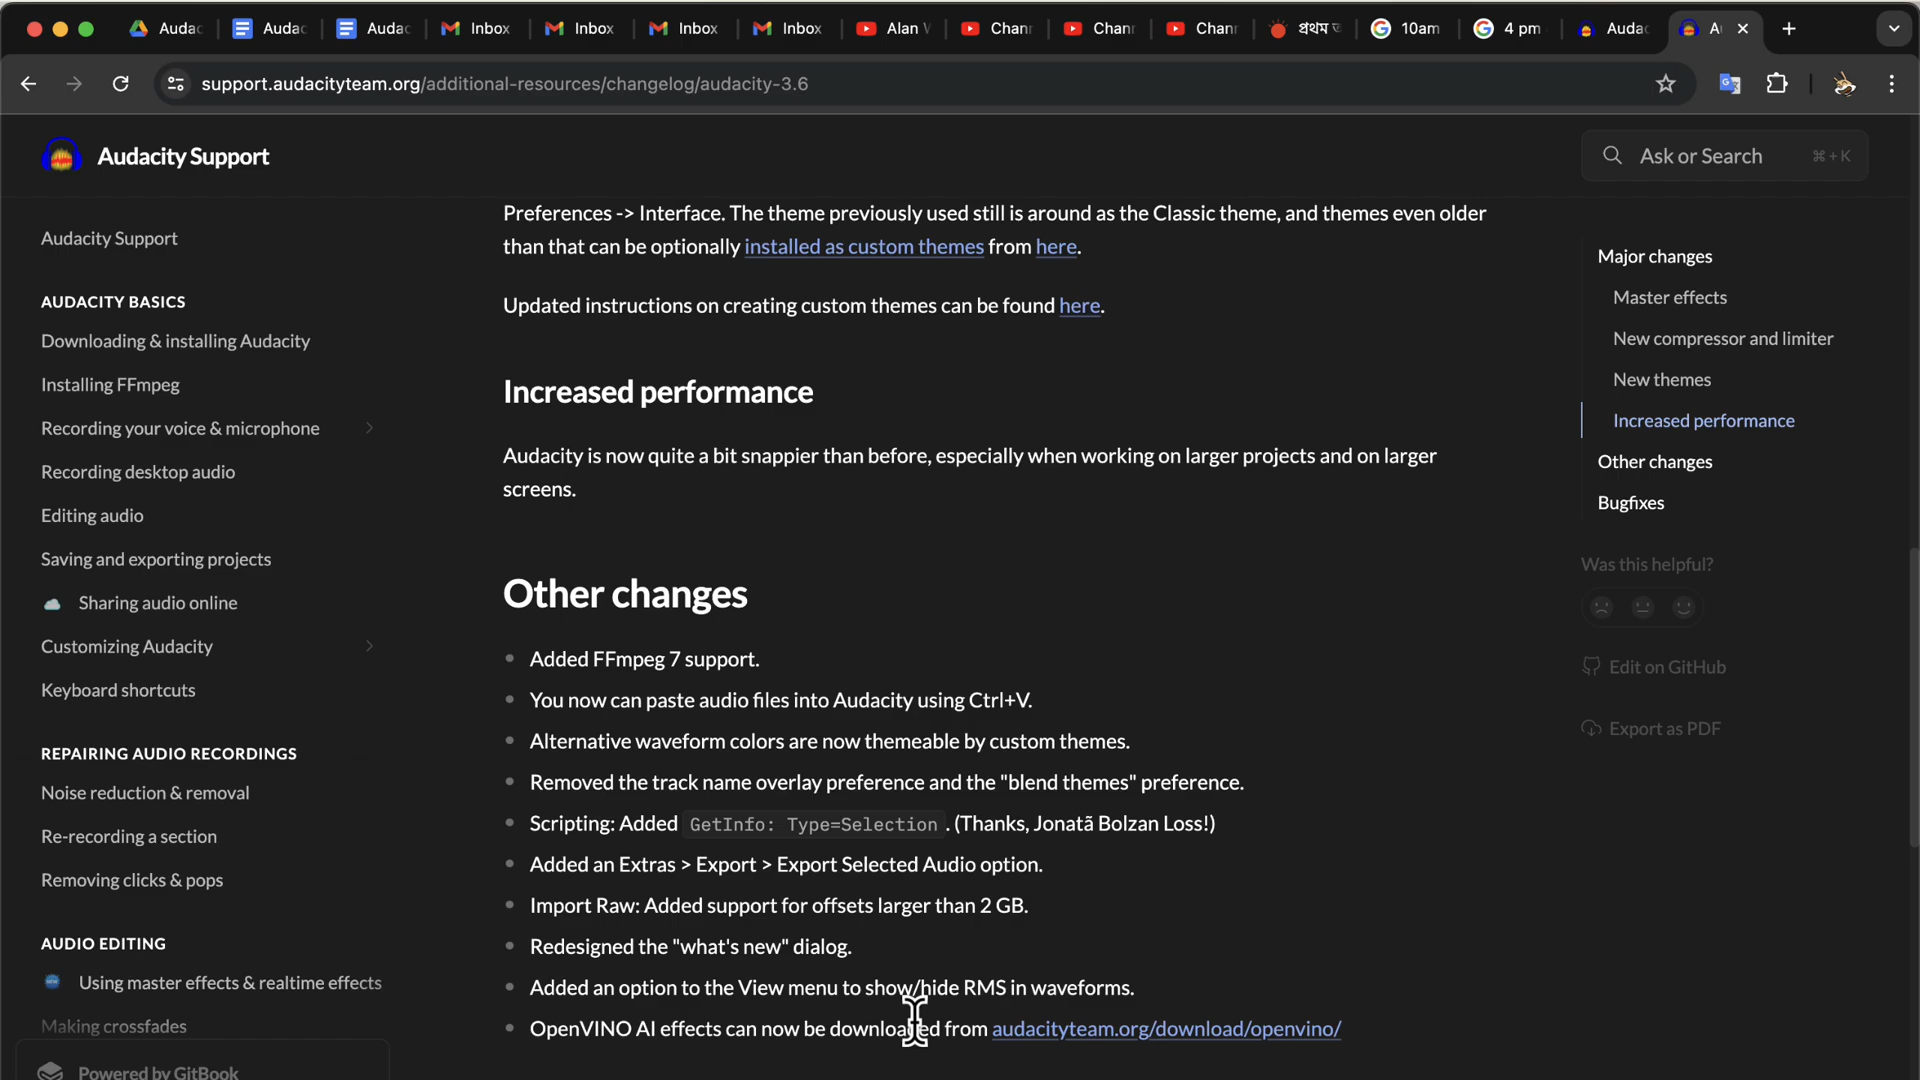 Audac Audac Audac Inbox Inbox Inbox Inbox Alan Chan Chan Chan প্রথম 10am 4 pm Audac A
support.audacityteam.org/additional-resources/changelog/audacity-3.6
Audacity Support
Ask or Search ⌘+K
Audacity Support
AUDACITY BASICS
Downloading & installing Audacity
Installing FFmpeg
Recording your voice & microphone
Recording desktop audio
Editing audio
Saving and exporting projects
Sharing audio online
Customizing Audacity
Keyboard shortcuts
REPAIRING AUDIO RECORDINGS
Noise reduction & removal
Re-recording a section
Removing clicks & pops
AUDIO EDITING
Using master effects & realtime effects
Making crossfades
Powered by GitBook
Preferences -> Interface. The theme previously used still is around as the Classic theme, and themes even older
than that can be optionally installed as custom themes from here.
Updated instructions on creating custom themes can be found here.
Increased performance
Audacity is now quite a bit snappier than before, especially when working on larger projects and on larger
screens.
Other changes
Added FFmpeg 7 support.
You now can paste audio files into Audacity using Ctrl+V.
Alternative waveform colors are now themeable by custom themes.
Removed the track name overlay preference and the "blend themes" preference.
Scripting: Added GetInfo: Type=Selection . (Thanks, Jonatã Bolzan Loss!)
Added an Extras > Export > Export Selected Audio option.
Import Raw: Added support for offsets larger than 2 GB.
Redesigned the "what's new" dialog.
Added an option to the View menu to show/hide RMS in waveforms.
OpenVINO AI effects can now be downloaded from audacityteam.org/download/openvino/
Major changes
Master effects
New compressor and limiter
New themes
Increased performance
Other changes
Bugfixes
Was this helpful?
Edit on GitHub
Export as PDF